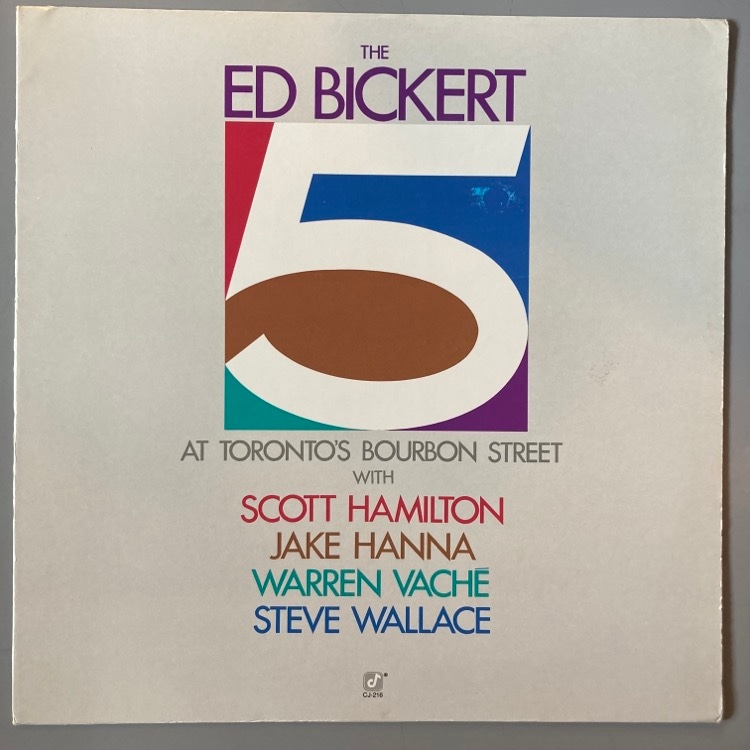 THE
ED BICKERT
5
AT TORONTO'S BOURBON STREET
WITH
SCOTT HAMILTON
JAKE HANNA
WARREN VACHÉ
STEVE WALLACE
CJ-216